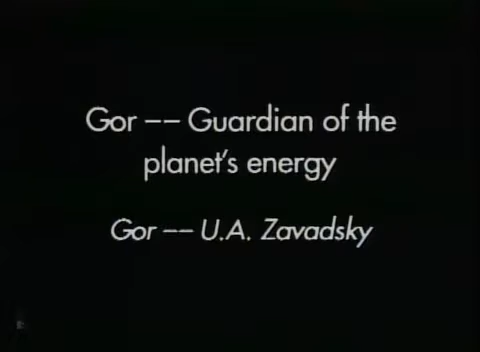 Gor -- Guardian of the
planet's energy
Gor -- U.A. Zavadsky